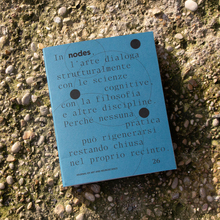 In nodes
l'arte dialoga
strutturalmente
con le scienze
cognitive,
con la filosofia
e altre discipline
Perché nessuna
pratica
può rigenerarsi
restando chiusa
nel proprio recinto
26